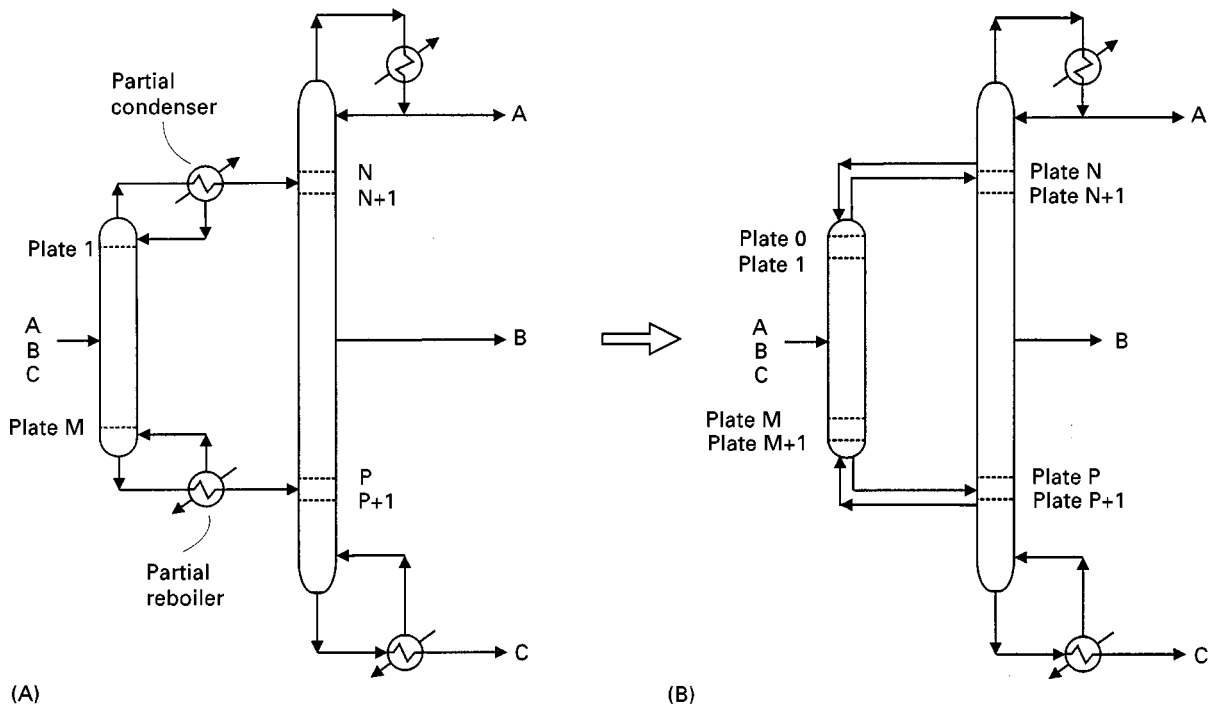 Partial
condenser
A
N
N+1
Plate 1
A
B
C
B
Plate M
P
P+1
Partial
reboiler
C
(A)
A
Plate N
Plate N+1
Plate 0
Plate 1
A
B
C
B
Plate M
Plate M+1
Plate P
Plate P+1
C
(B)